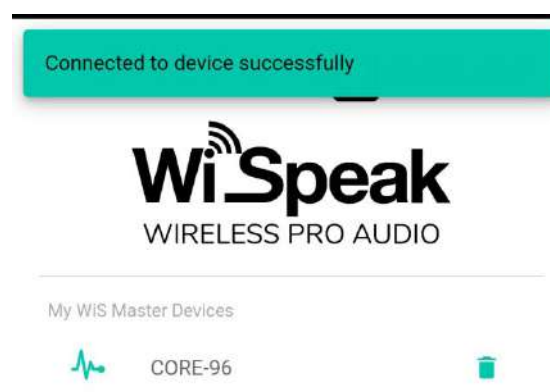 Connected to device successfully
WiSpeak
WIRELESS PRO AUDIO
My WiS Master Devices
CORE-96